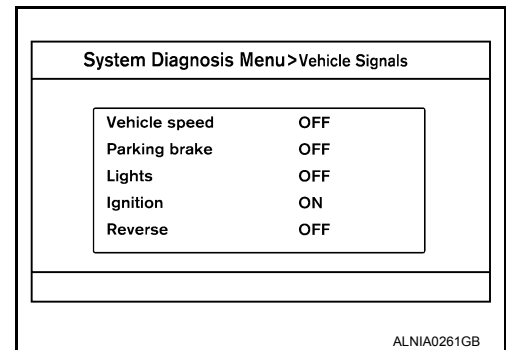 System Diagnosis Menu>Vehicle Signals
Vehicle speed OFF
Parking brake OFF
Lights OFF
Ignition ON
Reverse OFF
ALNIA0261GB